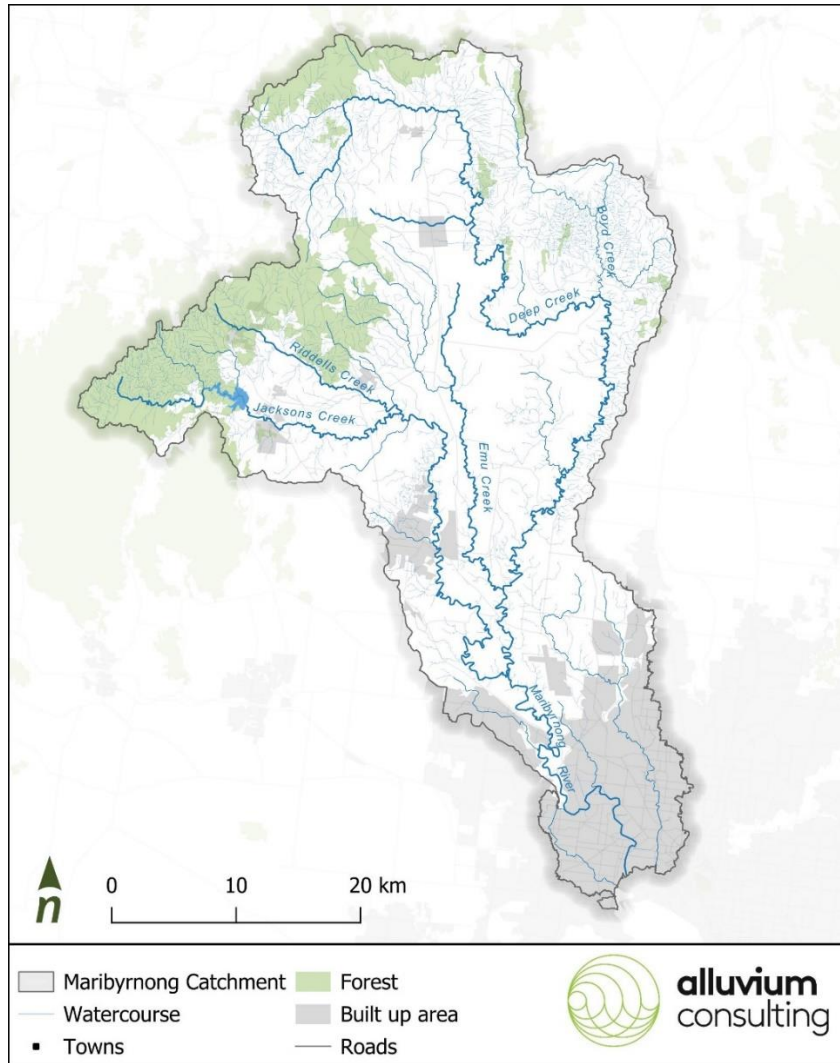 Boyd Creek
Deep Creek
Riddells Creek
Jacksons Creek
Emu Creek
Maribyrnong
River
n
0 10 20 km
Maribyrnong Catchment
Forest
Watercourse
Built up area
Towns
Roads
alluvium
consulting